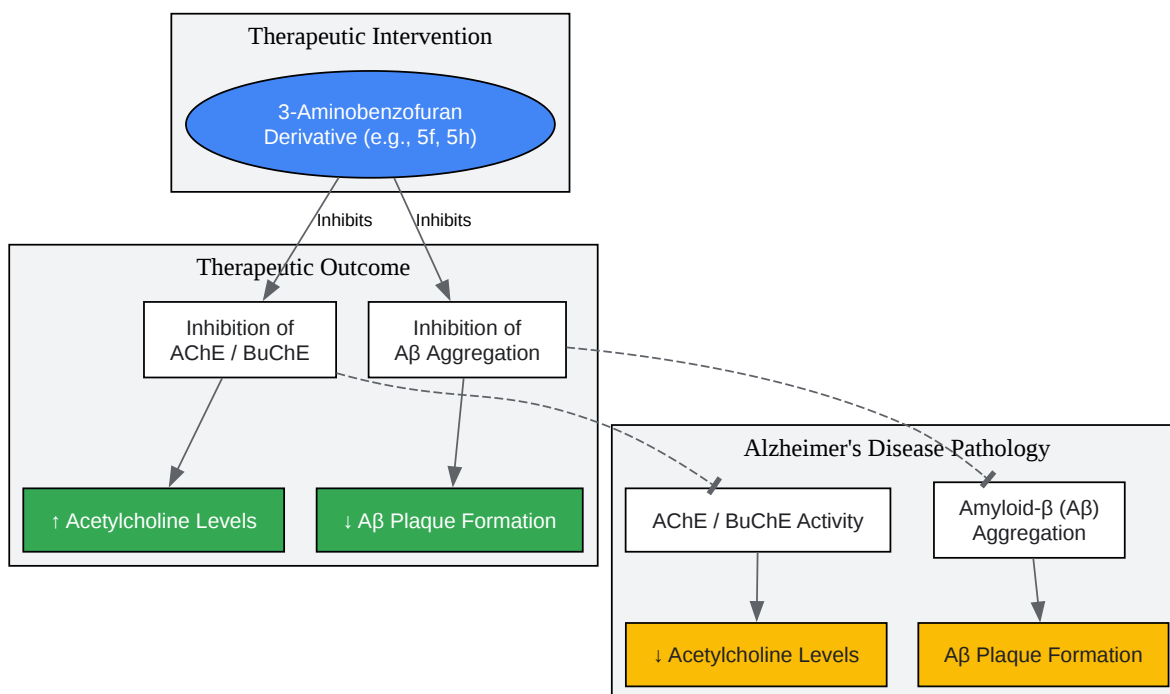 Therapeutic Intervention
3-Aminobenzofuran
Derivative (e.g., 5f, 5h)
Inhibits
Inhibits
Therapeutic Outcome
Inhibition of
AChE / BuChE
Inhibition of
Aβ Aggregation
↑ Acetylcholine Levels
↓ Aβ Plaque Formation
Alzheimer's Disease Pathology
AChE / BuChE Activity
Amyloid-β (Aβ)
Aggregation
↓ Acetylcholine Levels
Aβ Plaque Formation